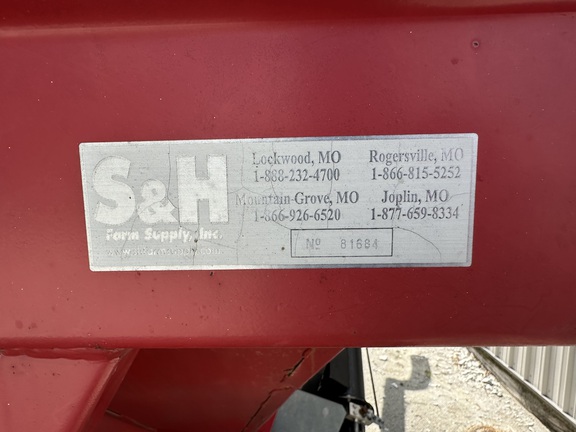 S&H
Farm Supply, Inc.
Lockwood, MO
1-888-232-4700
Rogersville, MO
1-866-815-5252
Mountain Grove, MO
1-866-926-6520
Joplin, MO
1-877-659-8334
Nº 81684